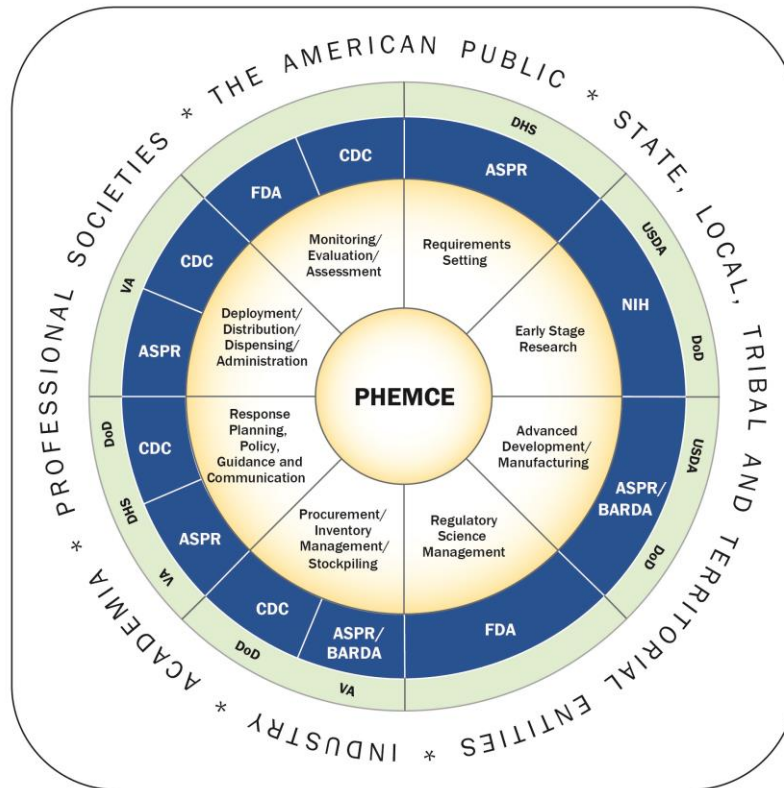 PROFESSIONAL SOCIETIES * THE AMERICAN PUBLIC * STATE, LOCAL, TRIBAL AND TERRITORIAL ENTITIES * INDUSTRY * ACADEMIA *
DHS
USDA
DoD
USDA
DoD
VA
DoD
VA
DHS
DoD
VA
ASPR
NIH
ASPR/
BARDA
FDA
ASPR/
BARDA
CDC
ASPR
CDC
ASPR
CDC
FDA
CDC
Requirements
Setting
Early Stage
Research
Advanced
Development/
Manufacturing
Regulatory
Science
Management
Procurement/
Inventory
Management/
Stockpiling
Response
Planning,
Policy,
Guidance and
Communication
Deployment/
Distribution/
Dispensing/
Administration
Monitoring/
Evaluation/
Assessment
PHEMCE